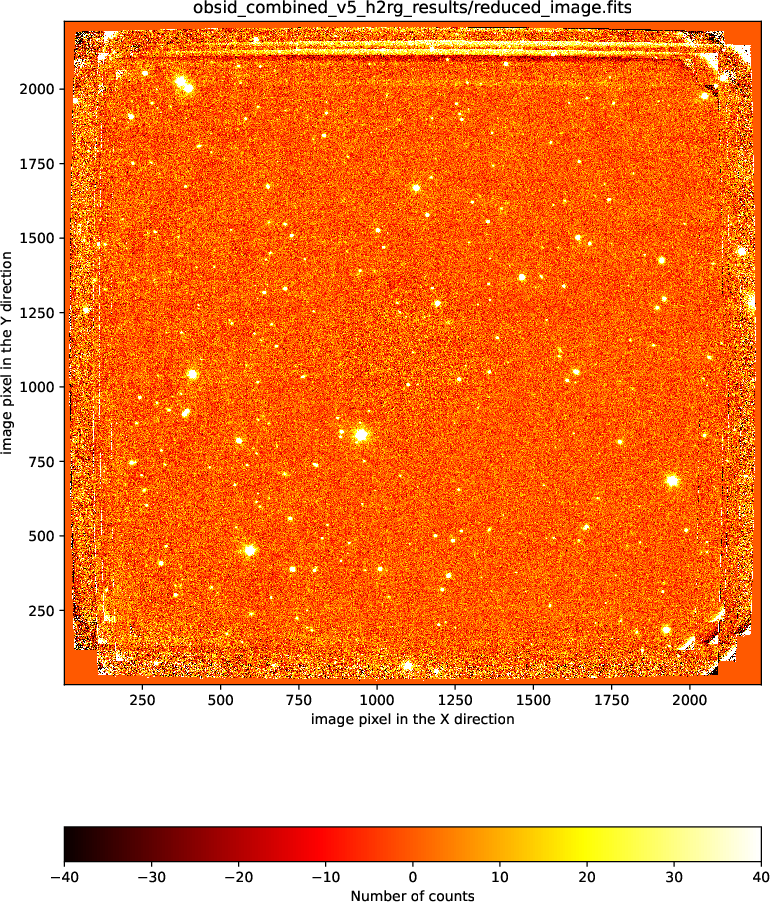 obsid_combined_v5_h2rg_results/reduced_image.fits
image pixel in the Y direction
2000
1750
1500
1250
1000
750
500
250
250 500 750 1000 1250 1500 1750 2000
image pixel in the X direction
−40 −30 −20 −10 0 10 20 30 40
Number of counts